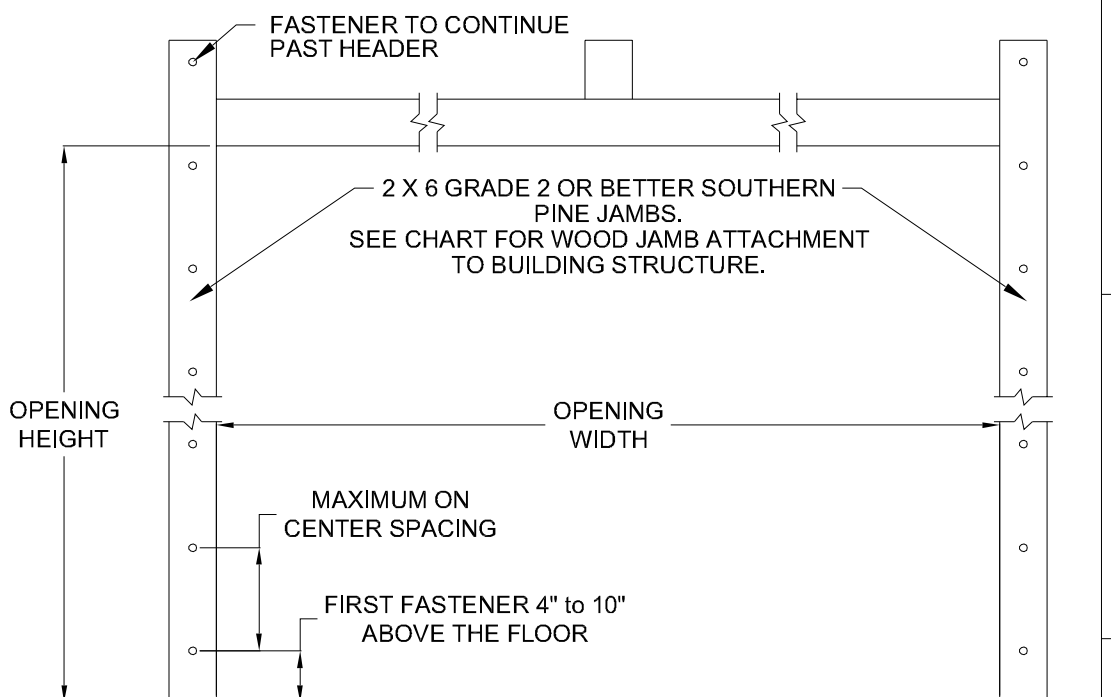 FASTENER TO CONTINUE
PAST HEADER
2 X 6 GRADE 2 OR BETTER SOUTHERN
PINE JAMBS.
SEE CHART FOR WOOD JAMB ATTACHMENT
TO BUILDING STRUCTURE.
OPENING
HEIGHT
OPENING
WIDTH
MAXIMUM ON
CENTER SPACING
FIRST FASTENER 4" to 10"
ABOVE THE FLOOR